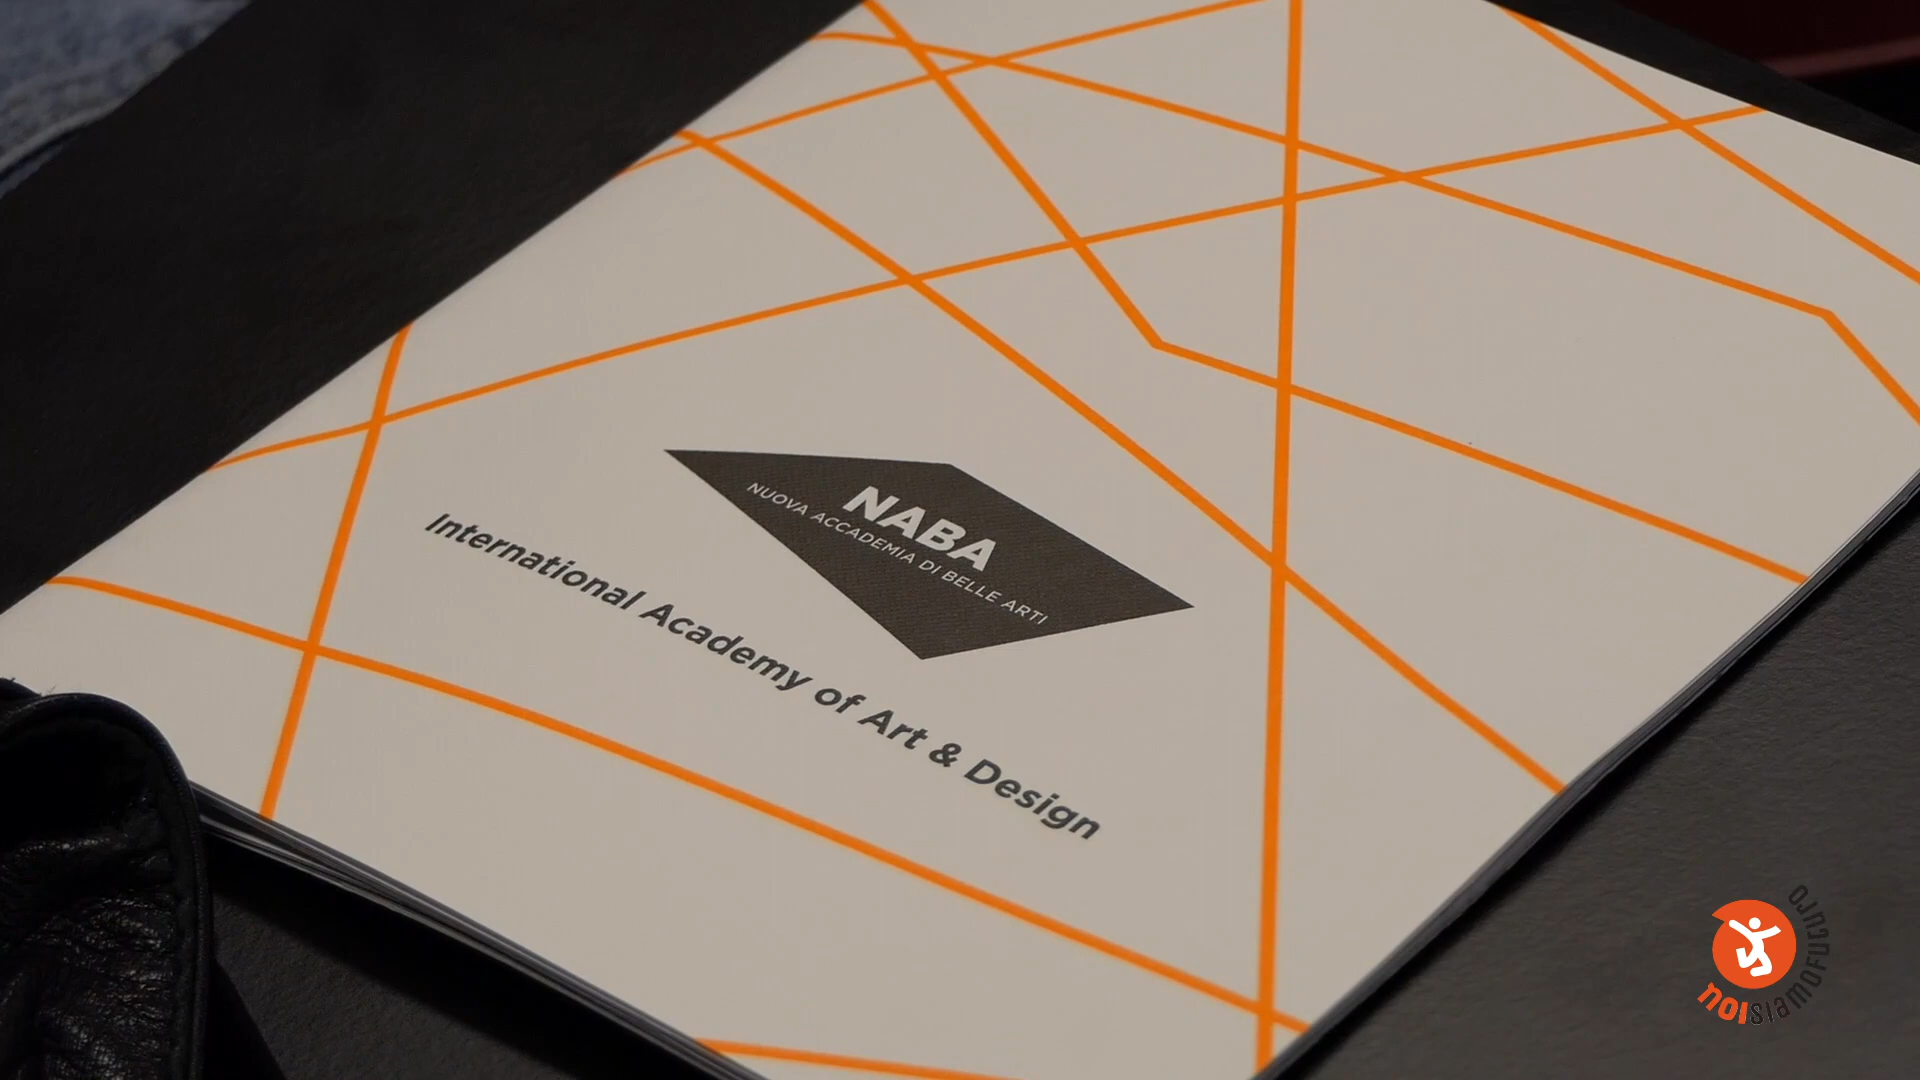 NABA
NUOVA ACCADEMIA DI BELLE ARTI
International Academy of Art & Design
noisiamofuturo